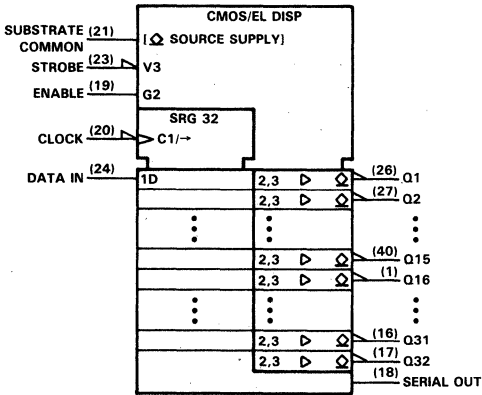 CMOS/EL DISP
SUBSTRATE COMMON (21) [◇ SOURCE SUPPLY]
STROBE (23) V3
ENABLE (19) G2
SRG 32
CLOCK (20) C1/→
DATA IN (24) 1D
2,3 ▷ ◇ (26) Q1
2,3 ▷ ◇ (27) Q2
2,3 ▷ ◇ (40) Q15
2,3 ▷ ◇ (1) Q16
2,3 ▷ ◇ (16) Q31
2,3 ▷ ◇ (17) Q32
(18) SERIAL OUT